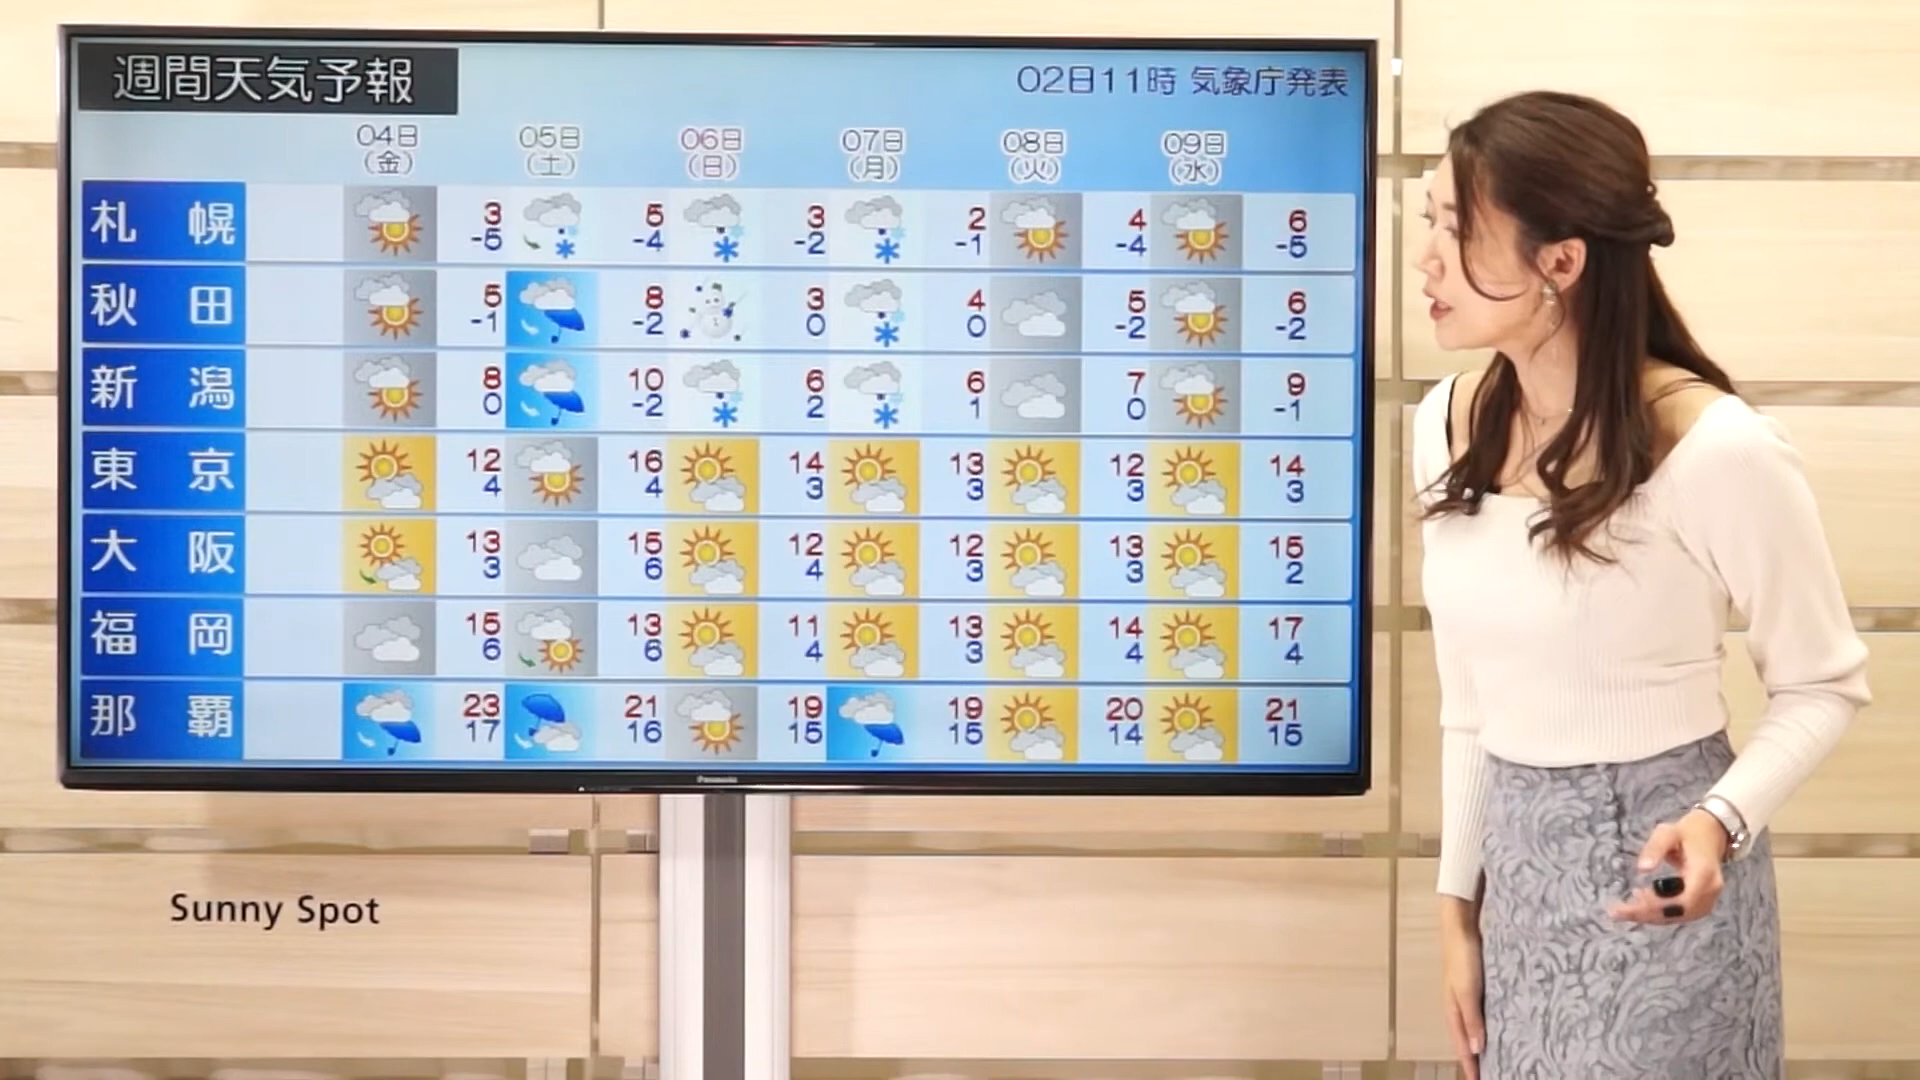 週間天気予報
02日11時 気象庁発表
04日 05日 06日 07日 08日 09日
(金) (土) (日) (月) (火) (水)
札幌 3 5 3 2 4 6
-5 -4 -2 -1 -4 -5
秋田 5 8 3 4 5 6
-1 -2 0 0 -2 -2
新潟 8 10 6 6 7 9
0 -2 2 1 0 -1
東京 12 16 14 13 12 14
4 4 3 3 3 3
大阪 13 15 12 12 13 15
3 6 4 3 3 2
福岡 15 13 11 13 14 17
6 6 4 3 4 4
那覇 23 21 19 19 20 21
17 16 15 15 14 15
Panasonic
Sunny Spot